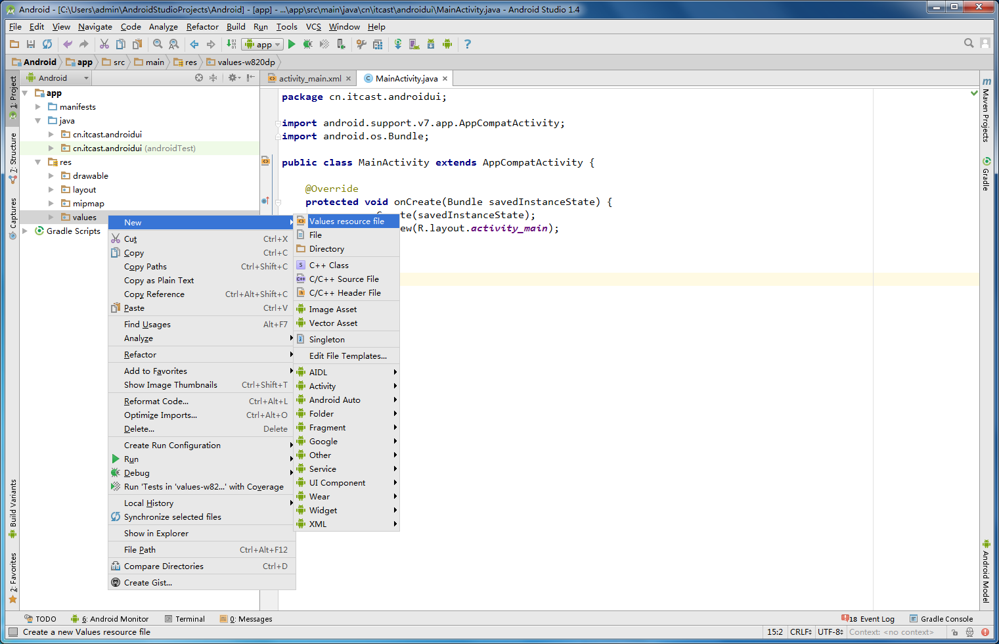 Android - [C:\Users\admin\AndroidStudioProjects\Android] - [app] - ...\app\src\main\java\cn\itcast\androidui\MainActivity.java - Android Studio 1.4
File Edit View Navigate Code Analyze Refactor Build Run Tools VCS Window Help
app
Android app src main res values-w820dp
Android
activity_main.xml MainActivity.java
1: Project
7: Structure
Captures
Build Variants
2: Favorites
app
manifests
java
cn.itcast.androidui
cn.itcast.androidui (androidTest)
res
drawable
layout
mipmap
values
Gradle Scripts
package cn.itcast.androidui;
import android.support.v7.app.AppCompatActivity;
import android.os.Bundle;
public class MainActivity extends AppCompatActivity {
@Override
protected void onCreate(Bundle savedInstanceState) {
Create(savedInstanceState);
ew(R.layout.activity_main);
New
Cut Ctrl+X
Copy Ctrl+C
Copy Paths Ctrl+Shift+C
Copy as Plain Text
Copy Reference Ctrl+Alt+Shift+C
Paste Ctrl+V
Find Usages Alt+F7
Analyze
Refactor
Add to Favorites
Show Image Thumbnails Ctrl+Shift+T
Reformat Code... Ctrl+Alt+L
Optimize Imports... Ctrl+Alt+O
Delete... Delete
Create Run Configuration
Run
Debug
Run 'Tests in 'values-w82...' with Coverage
Local History
Synchronize selected files
Show in Explorer
File Path Ctrl+Alt+F12
Compare Directories Ctrl+D
Create Gist...
Values resource file
File
Directory
C++ Class
C/C++ Source File
C/C++ Header File
Image Asset
Vector Asset
Singleton
Edit File Templates...
AIDL
Activity
Android Auto
Folder
Fragment
Google
Other
Service
UI Component
Wear
Widget
XML
Maven Projects
Gradle
Android Model
TODO 6: Android Monitor Terminal 0: Messages 18 Event Log Gradle Console
Create a new Values resource file 15:2 CRLF UTF-8 Context: <no context>